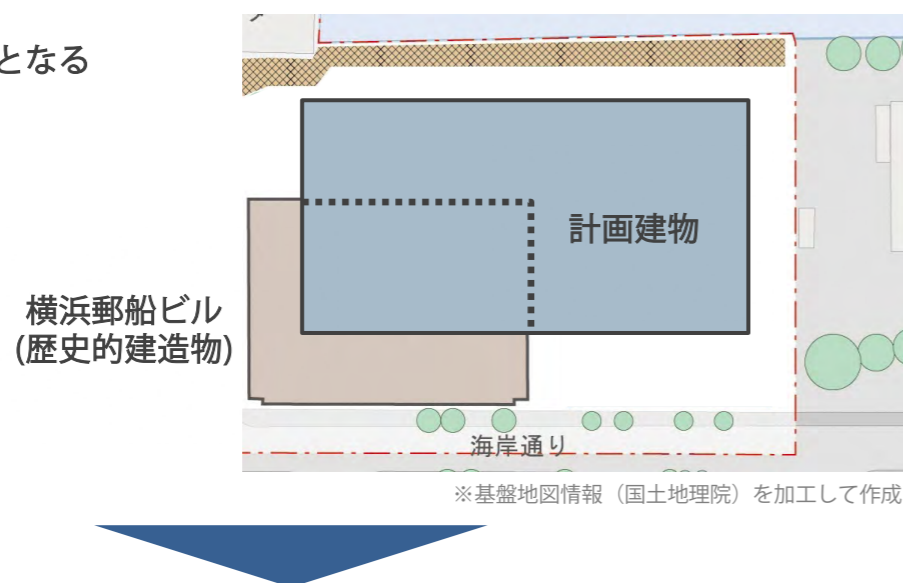 となる
計画建物
横浜郵船ビル
(歴史的建造物)
海岸通り
※基盤地図情報（国土地理院）を加工して作成